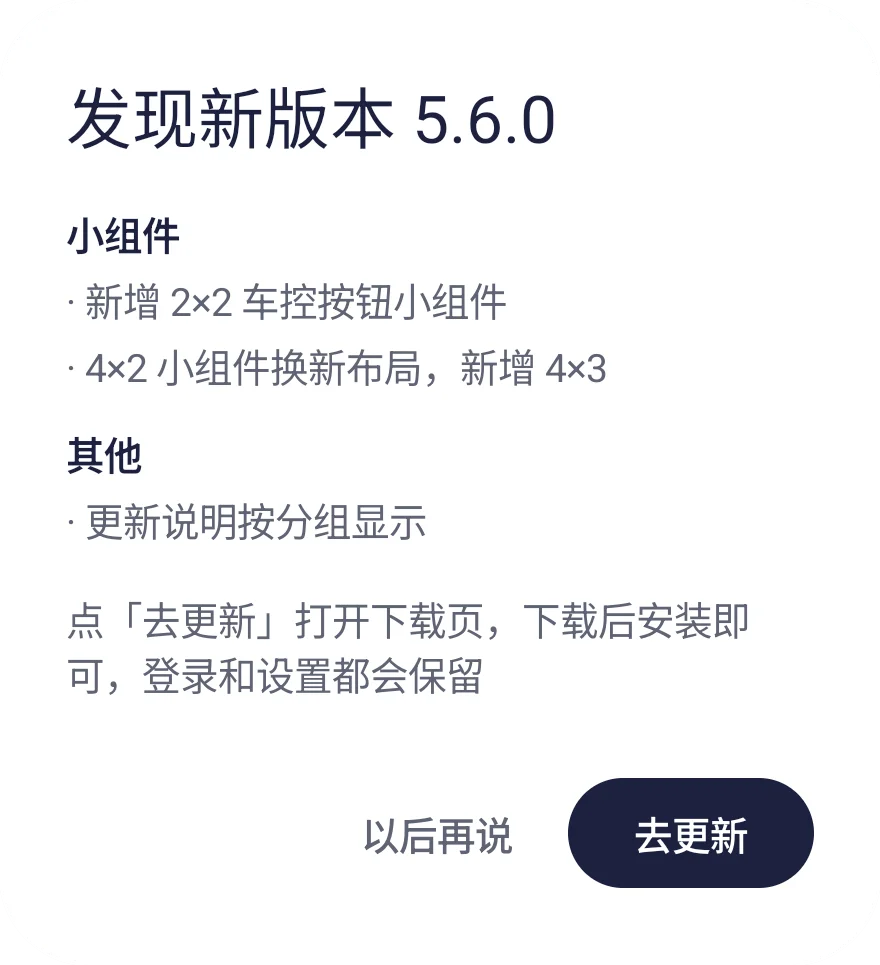 发现新版本 5.6.0
小组件
· 新增 2×2 车控按钮小组件
· 4×2 小组件换新布局，新增 4×3
其他
· 更新说明按分组显示
点「去更新」打开下载页，下载后安装即
可，登录和设置都会保留
以后再说
去更新